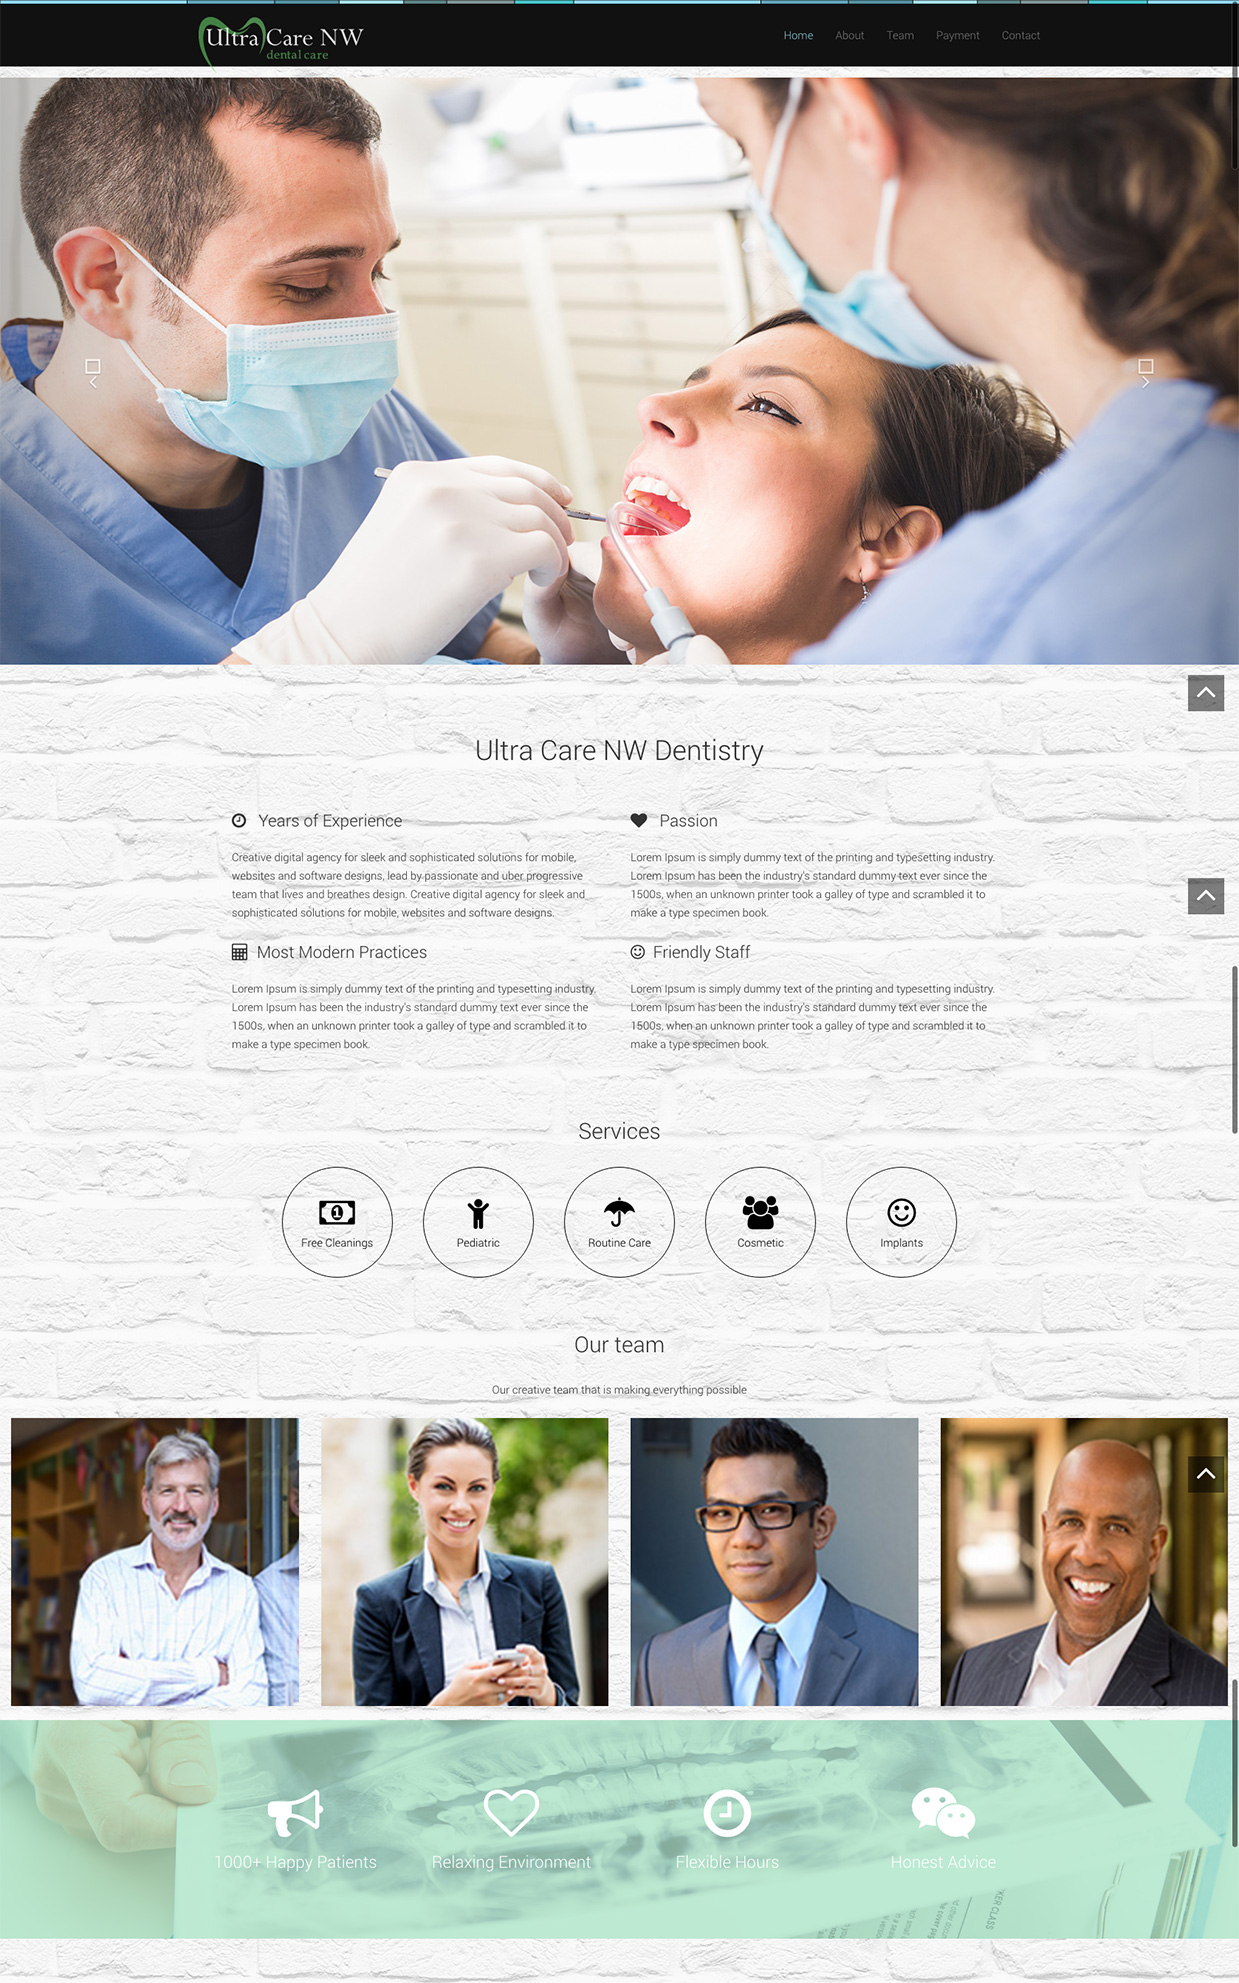 Ultra Care NW
dental care
Home About Team Payment Contact
Ultra Care NW Dentistry
Years of Experience
Creative digital agency for sleek and sophisticated solutions for mobile,
websites and software designs, lead by passionate and uber progressive
team that lives and breathes design. Creative digital agency for sleek and
sophisticated solutions for mobile, websites and software designs.
Passion
Lorem Ipsum is simply dummy text of the printing and typesetting industry.
Lorem Ipsum has been the industry's standard dummy text ever since the
1500s, when an unknown printer took a galley of type and scrambled it to
make a type specimen book.
Most Modern Practices
Lorem Ipsum is simply dummy text of the printing and typesetting industry.
Lorem Ipsum has been the industry's standard dummy text ever since the
1500s, when an unknown printer took a galley of type and scrambled it to
make a type specimen book.
Friendly Staff
Lorem Ipsum is simply dummy text of the printing and typesetting industry.
Lorem Ipsum has been the industry's standard dummy text ever since the
1500s, when an unknown printer took a galley of type and scrambled it to
make a type specimen book.
Services
1
Free Cleanings
Pediatric
Routine Care
Cosmetic
Implants
Our team
Our creative team that is making everything possible
1000+ Happy Patients
Relaxing Environment
Flexible Hours
Honest Advice
KER CLASS